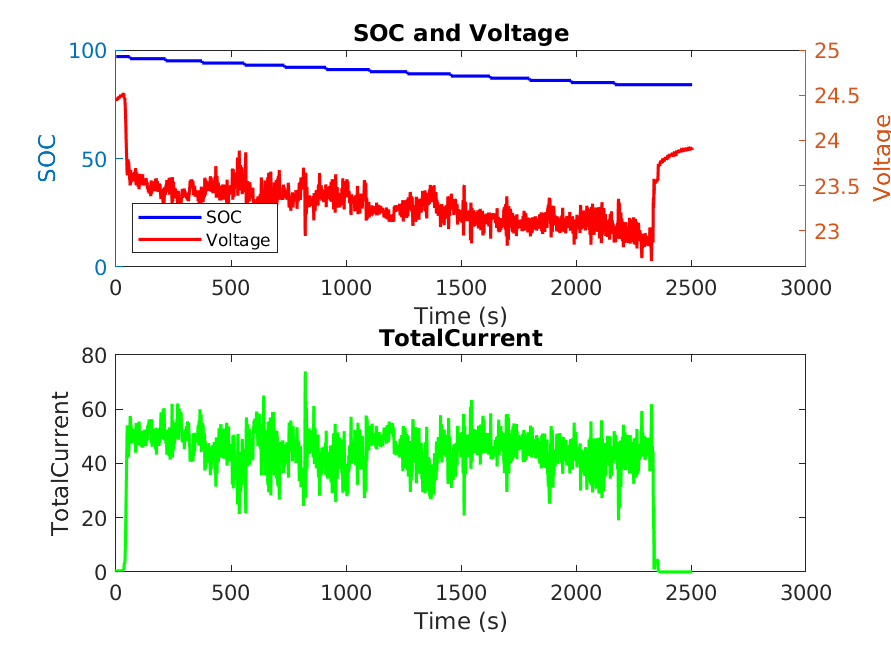 SOC and Voltage
100
50
0
SOC
25
24.5
24
23.5
23
Voltage
SOC
Voltage
0 500 1000 1500 2000 2500 3000
Time (s)
TotalCurrent
80
60
40
20
0
TotalCurrent
0 500 1000 1500 2000 2500 3000
Time (s)